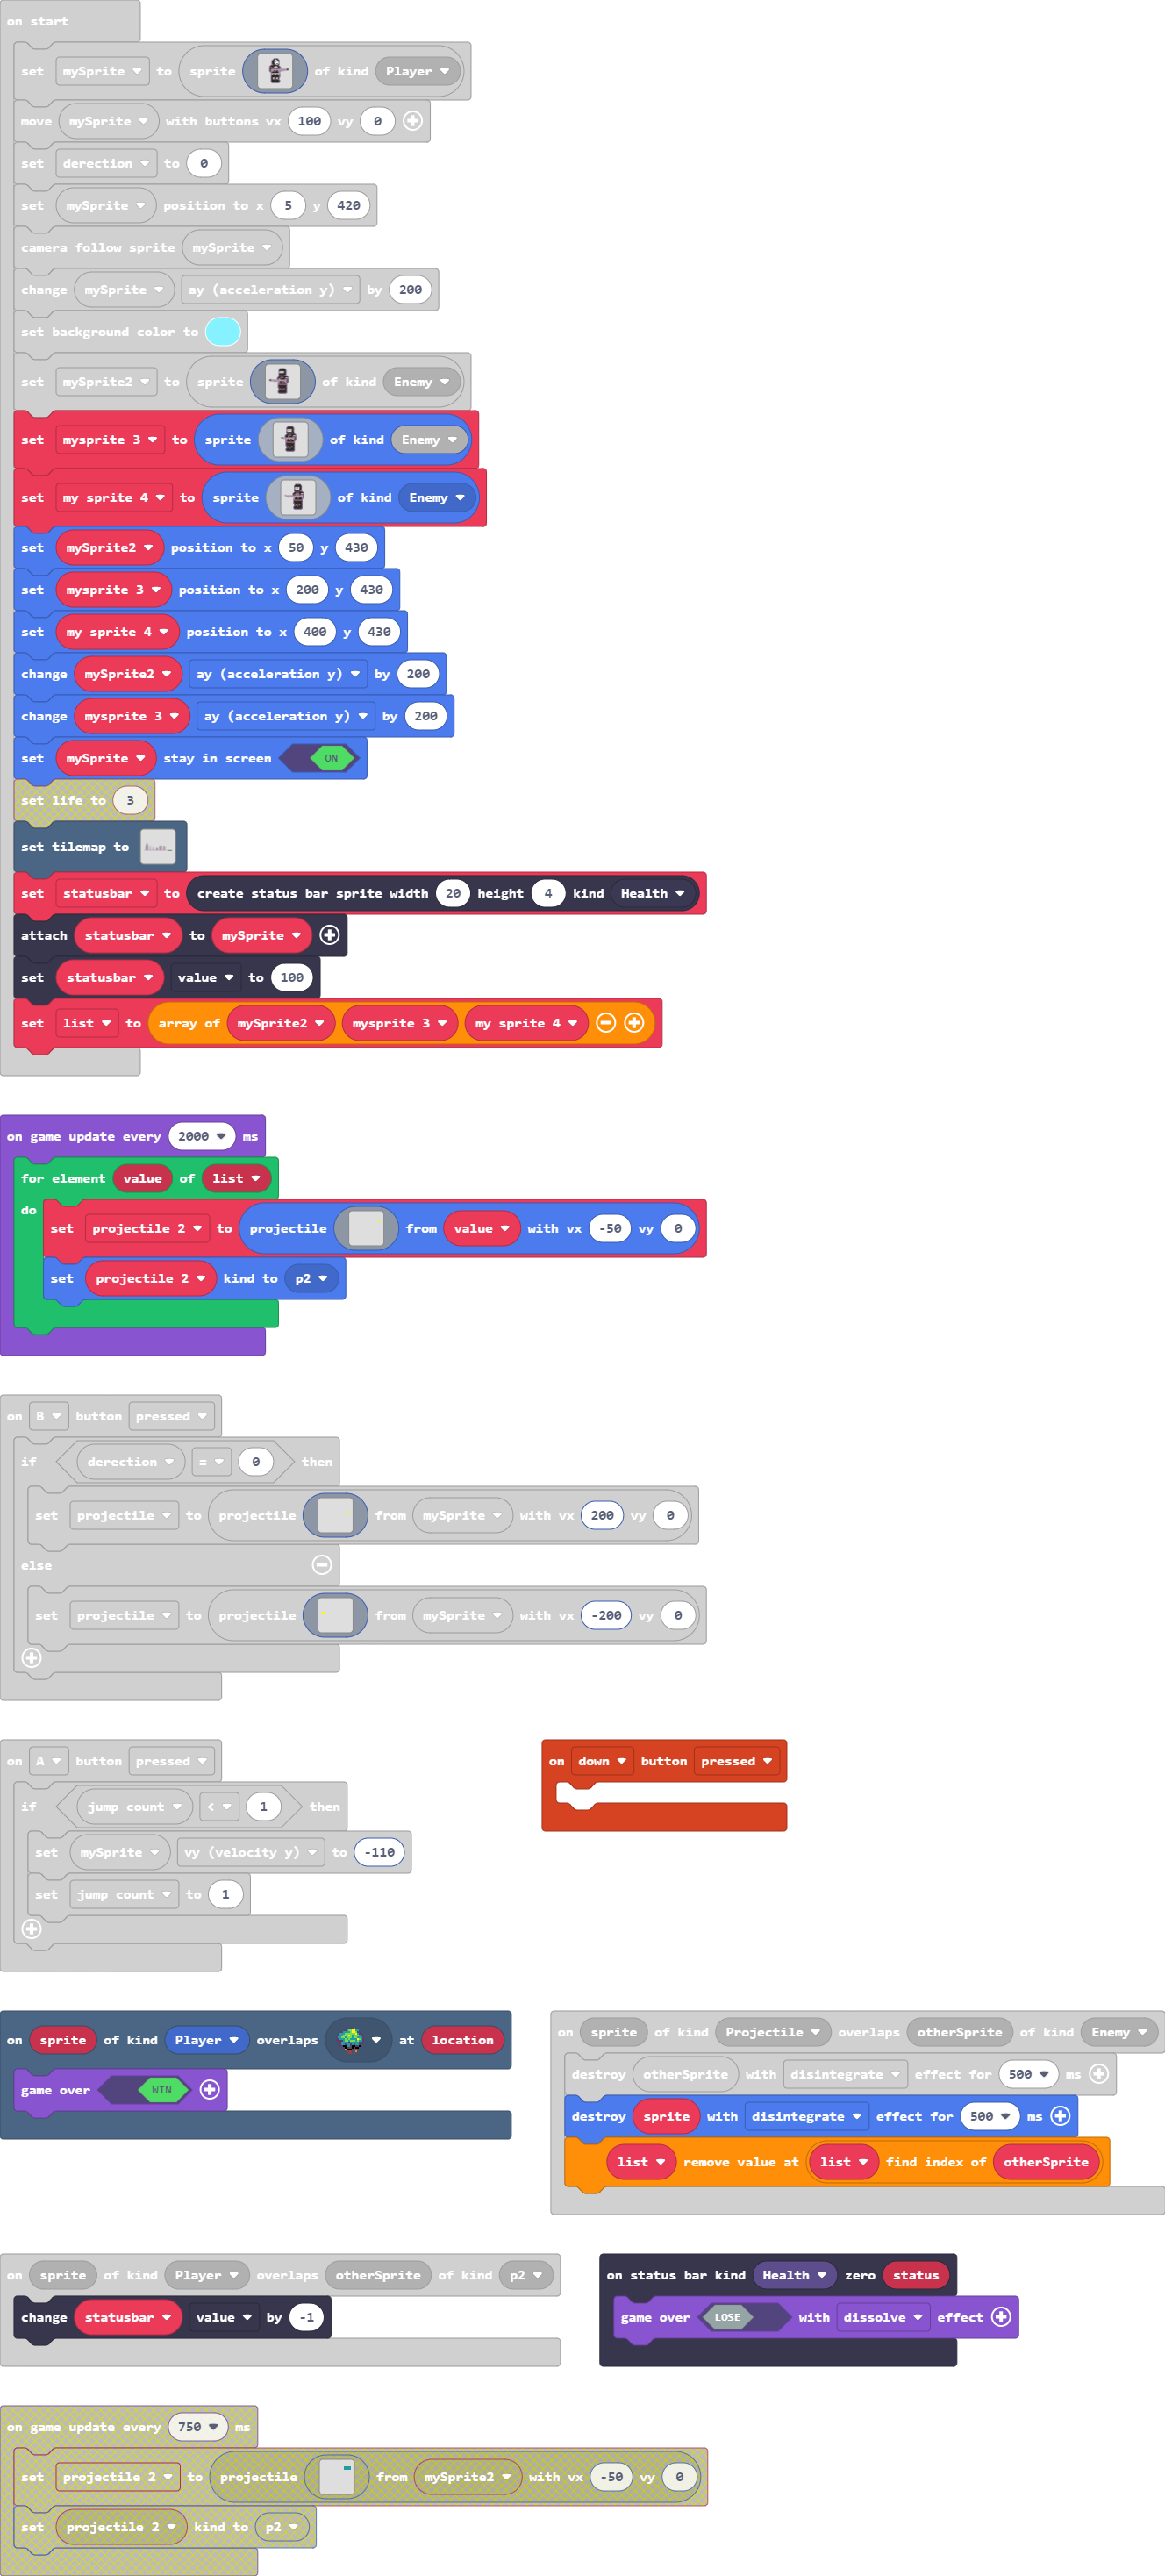 on start
set mySprite to sprite of kind Player
move mySprite with buttons vx 100 vy 0
set derection to 0
set mySprite position to x 5 y 420
camera follow sprite mySprite
change mySprite ay (acceleration y) by 200
set background color to
set mySprite2 to sprite of kind Enemy
set mysprite 3 to sprite of kind Enemy
set my sprite 4 to sprite of kind Enemy
set mySprite2 position to x 50 y 430
set mysprite 3 position to x 200 y 430
set my sprite 4 position to x 400 y 430
change mySprite2 ay (acceleration y) by 200
change mysprite 3 ay (acceleration y) by 200
set mySprite stay in screen ON
set life to 3
set tilemap to
set statusbar to create status bar sprite width 20 height 4 kind Health
attach statusbar to mySprite
set statusbar value to 100
set list to array of mySprite2 mysprite 3 my sprite 4
on game update every 2000 ms
for element value of list
do
set projectile 2 to projectile from value with vx -50 vy 0
set projectile 2 kind to p2
on B button pressed
if derection = 0 then
set projectile to projectile from mySprite with vx 200 vy 0
else
set projectile to projectile from mySprite with vx -200 vy 0
on A button pressed
if jump count < 1 then
set mySprite vy (velocity y) to -110
set jump count to 1
on down button pressed
on sprite of kind Player overlaps at location
game over WIN
on sprite of kind Projectile overlaps otherSprite of kind Enemy
destroy otherSprite with disintegrate effect for 500 ms
destroy sprite with disintegrate effect for 500 ms
list remove value at list find index of otherSprite
on sprite of kind Player overlaps otherSprite of kind p2
change statusbar value by -1
on status bar kind Health zero status
game over LOSE with dissolve effect
on game update every 750 ms
set projectile 2 to projectile from mySprite2 with vx -50 vy 0
set projectile 2 kind to p2